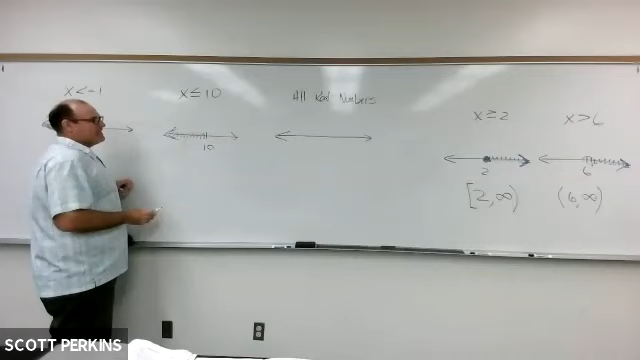 x < -1
x ≤ 10
All Real Numbers
x ≥ 2
x > 6
10
2
6
[2, ∞)
(6, ∞)
SCOTT PERKINS